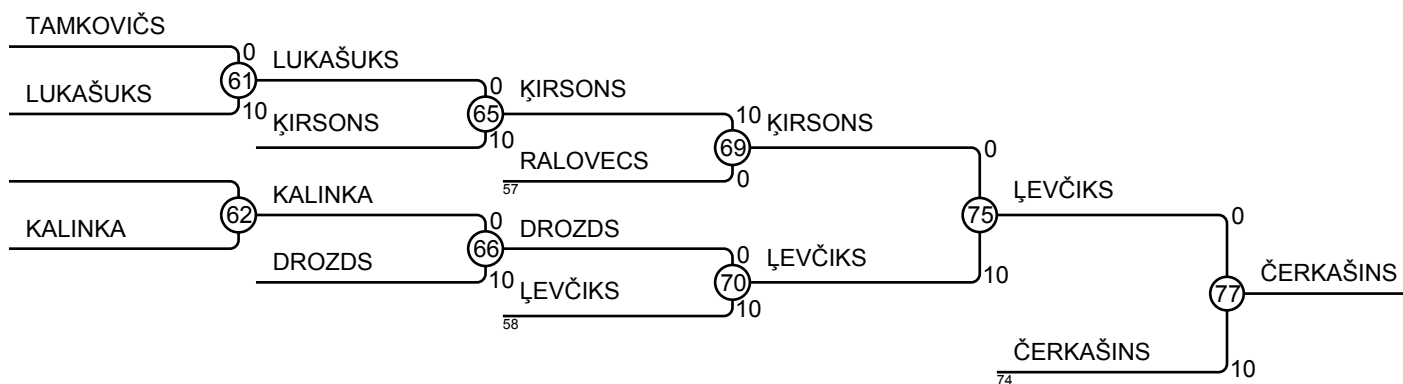 TAMKOVIČS
0
LUKAŠUKS
61
0
LUKAŠUKS
10
ĶIRSONS
65
ĶIRSONS
10
10
ĶIRSONS
RALOVECS
69
57
0
0
KALINKA
62
KALINKA
0
ĻEVČIKS
75
0
DROZDS
66
DROZDS
10
0
ĻEVČIKS
ĻEVČIKS
70
10
58
10
ČERKAŠINS
77
ČERKAŠINS
74
10